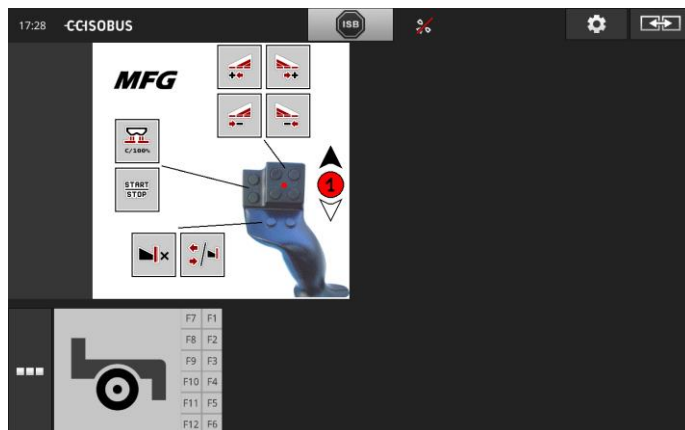 17:28 CCISOBUS ISB
MFG
C/100%
START
STOP
1
F7 F1
F8 F2
F9 F3
F10 F4
F11 F5
F12 F6